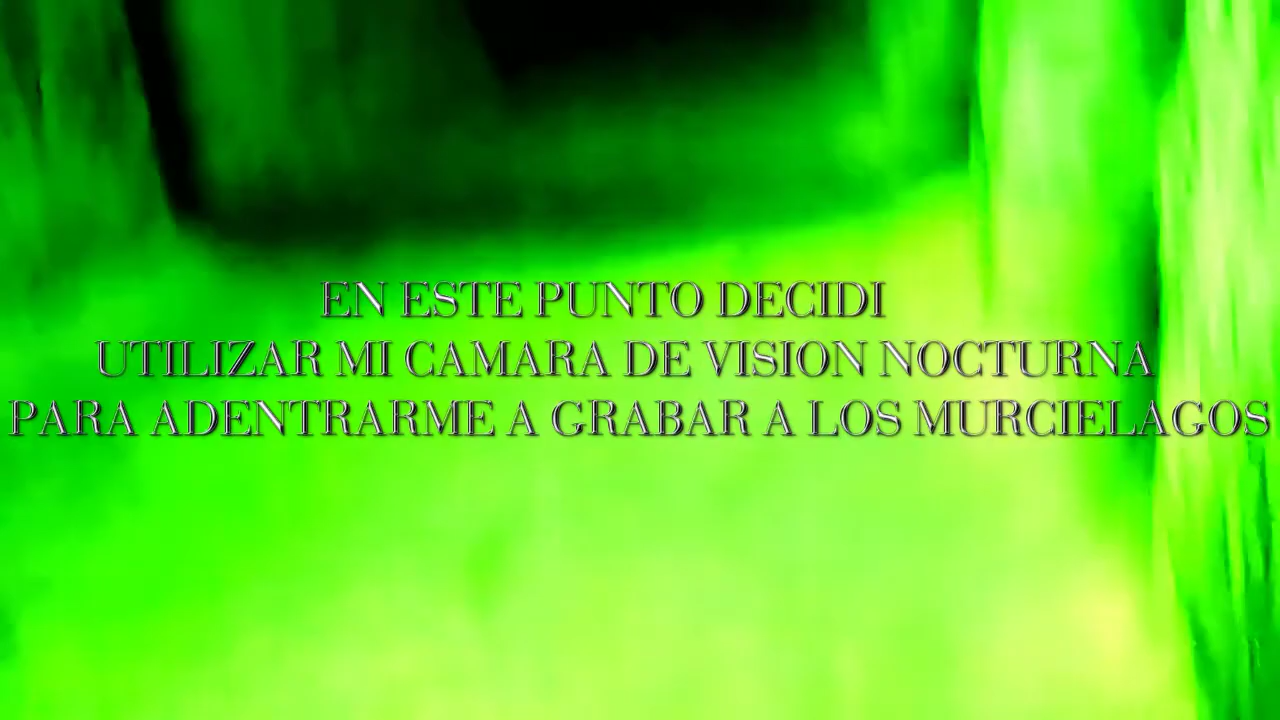 EN ESTE PUNTO DECIDI
UTILIZAR MI CAMARA DE VISION NOCTURNA
PARA ADENTRARME A GRABAR A LOS MURCIELAGOS